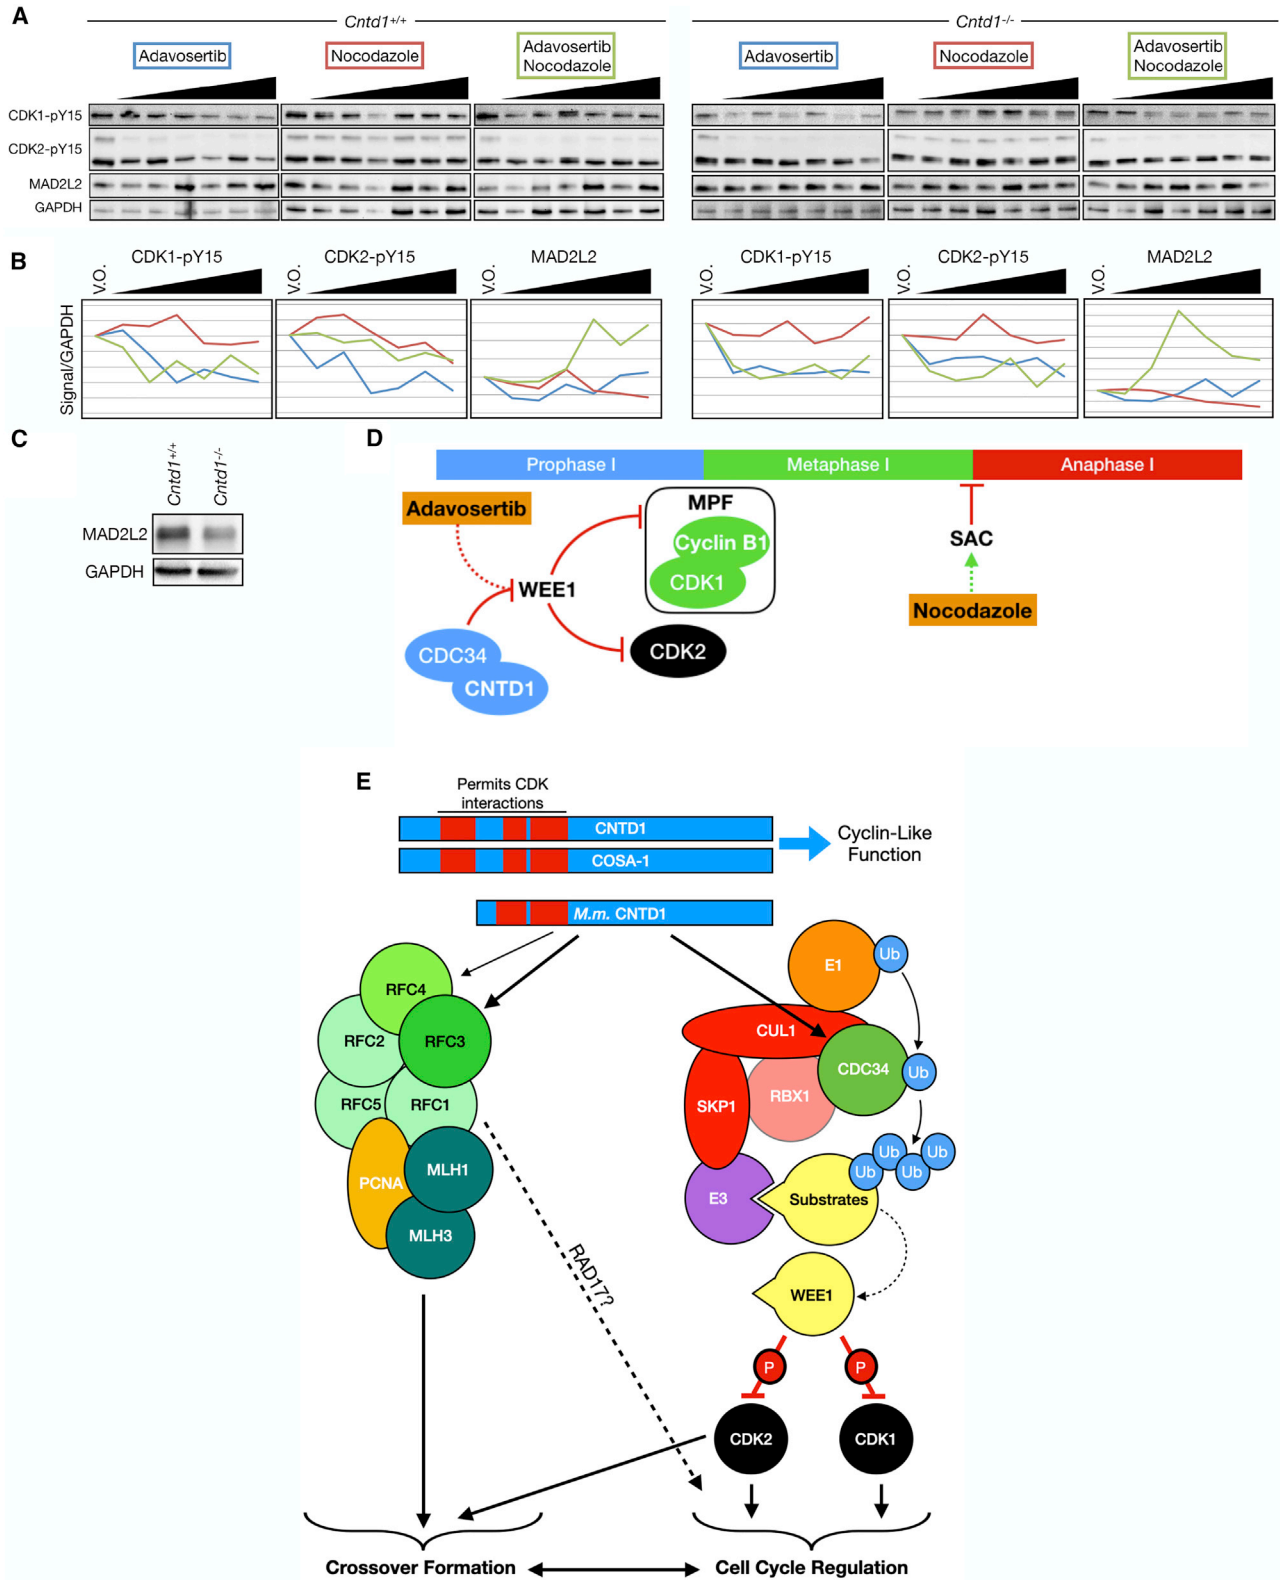 A
Cntd1+/+
Cntd1-/-
Adavosertib
Nocodazole
Adavosertib
Nocodazole
Adavosertib
Nocodazole
Adavosertib
Nocodazole
CDK1-pY15
CDK2-pY15
MAD2L2
GAPDH
B
V.O.
CDK1-pY15
V.O.
CDK2-pY15
V.O.
MAD2L2
V.O.
CDK1-pY15
V.O.
CDK2-pY15
V.O.
MAD2L2
Signal/GAPDH
C
Cntd1+/+
Cntd1-/-
MAD2L2
GAPDH
D
Prophase I
Metaphase I
Anaphase I
Adavosertib
MPF
Cyclin B1
CDK1
WEE1
SAC
Nocodazole
CDC34
CNTD1
CDK2
E
Permits CDK
interactions
CNTD1
COSA-1
Cyclin-Like
Function
M.m. CNTD1
RFC4
RFC2
RFC3
RFC5
RFC1
PCNA
MLH1
MLH3
E1
Ub
CUL1
CDC34
Ub
SKP1
RBX1
E3
Substrates
Ub
Ub
Ub
Ub
RAD17?
WEE1
P
P
CDK2
CDK1
Crossover Formation
Cell Cycle Regulation